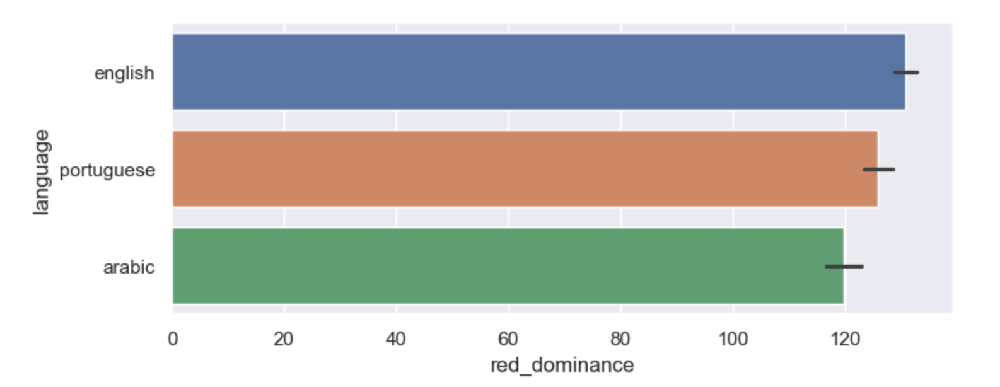 language
english
portuguese
arabic
0 20 40 60 80 100 120
red_dominance